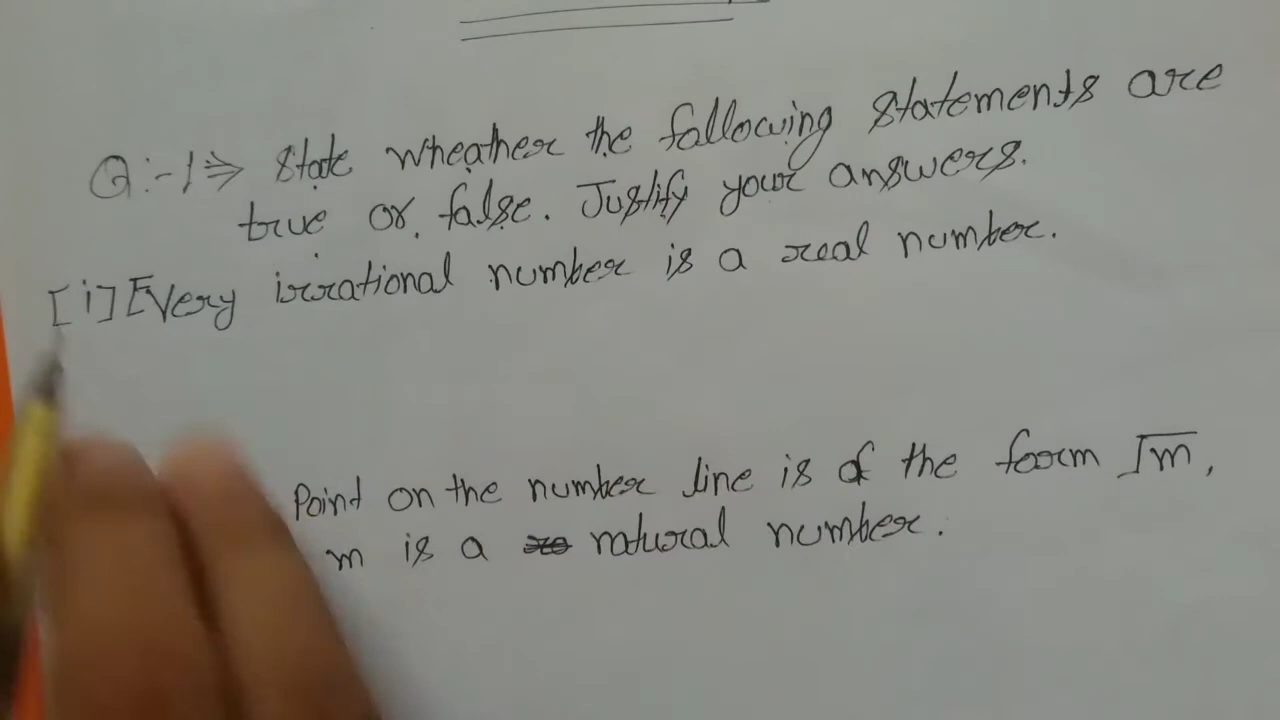 Q:-1⇒ State wheather the fallowing statements are
true or false. Justify your answers.
[i] Every irrational number is a real number.
Point on the number line is of the form √m,
m is a natural number.